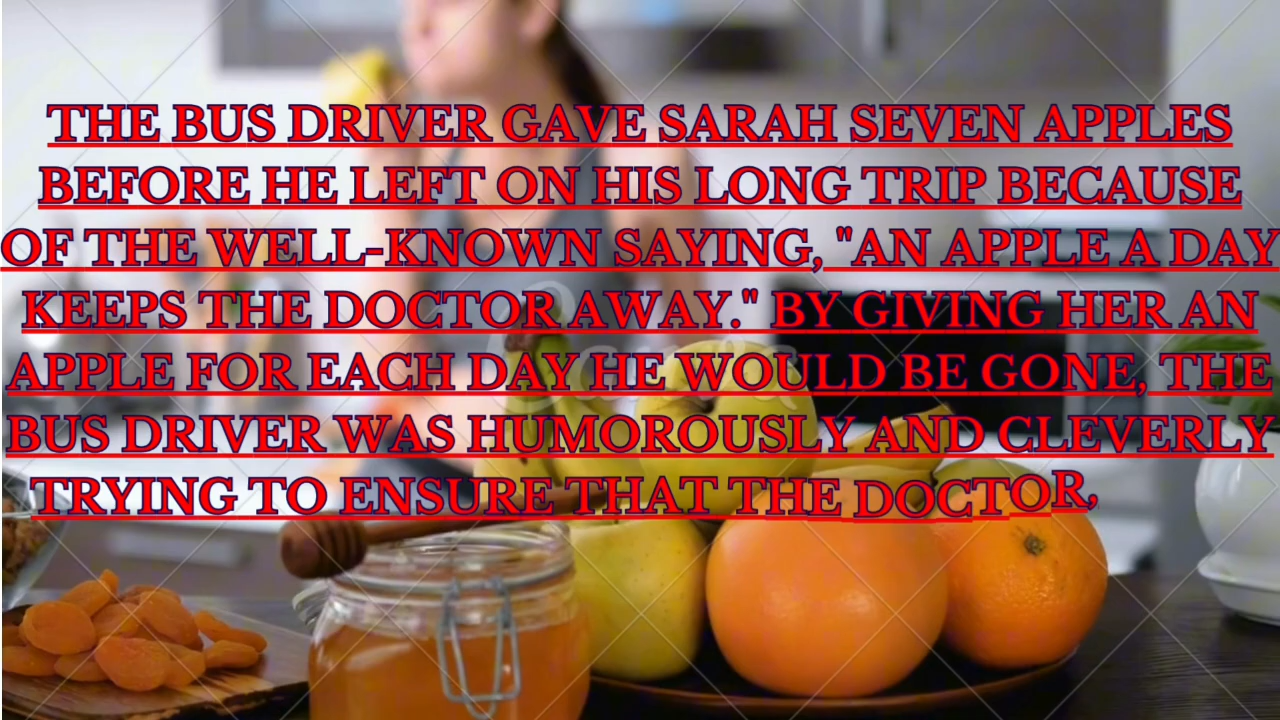 THE BUS DRIVER GAVE SARAH SEVEN APPLES
BEFORE HE LEFT ON HIS LONG TRIP BECAUSE
OF THE WELL-KNOWN SAYING, "AN APPLE A DAY
KEEPS THE DOCTOR AWAY." BY GIVING HER AN
APPLE FOR EACH DAY HE WOULD BE GONE, THE
BUS DRIVER WAS HUMOROUSLY AND CLEVERLY
TRYING TO ENSURE THAT THE DOCTOR,